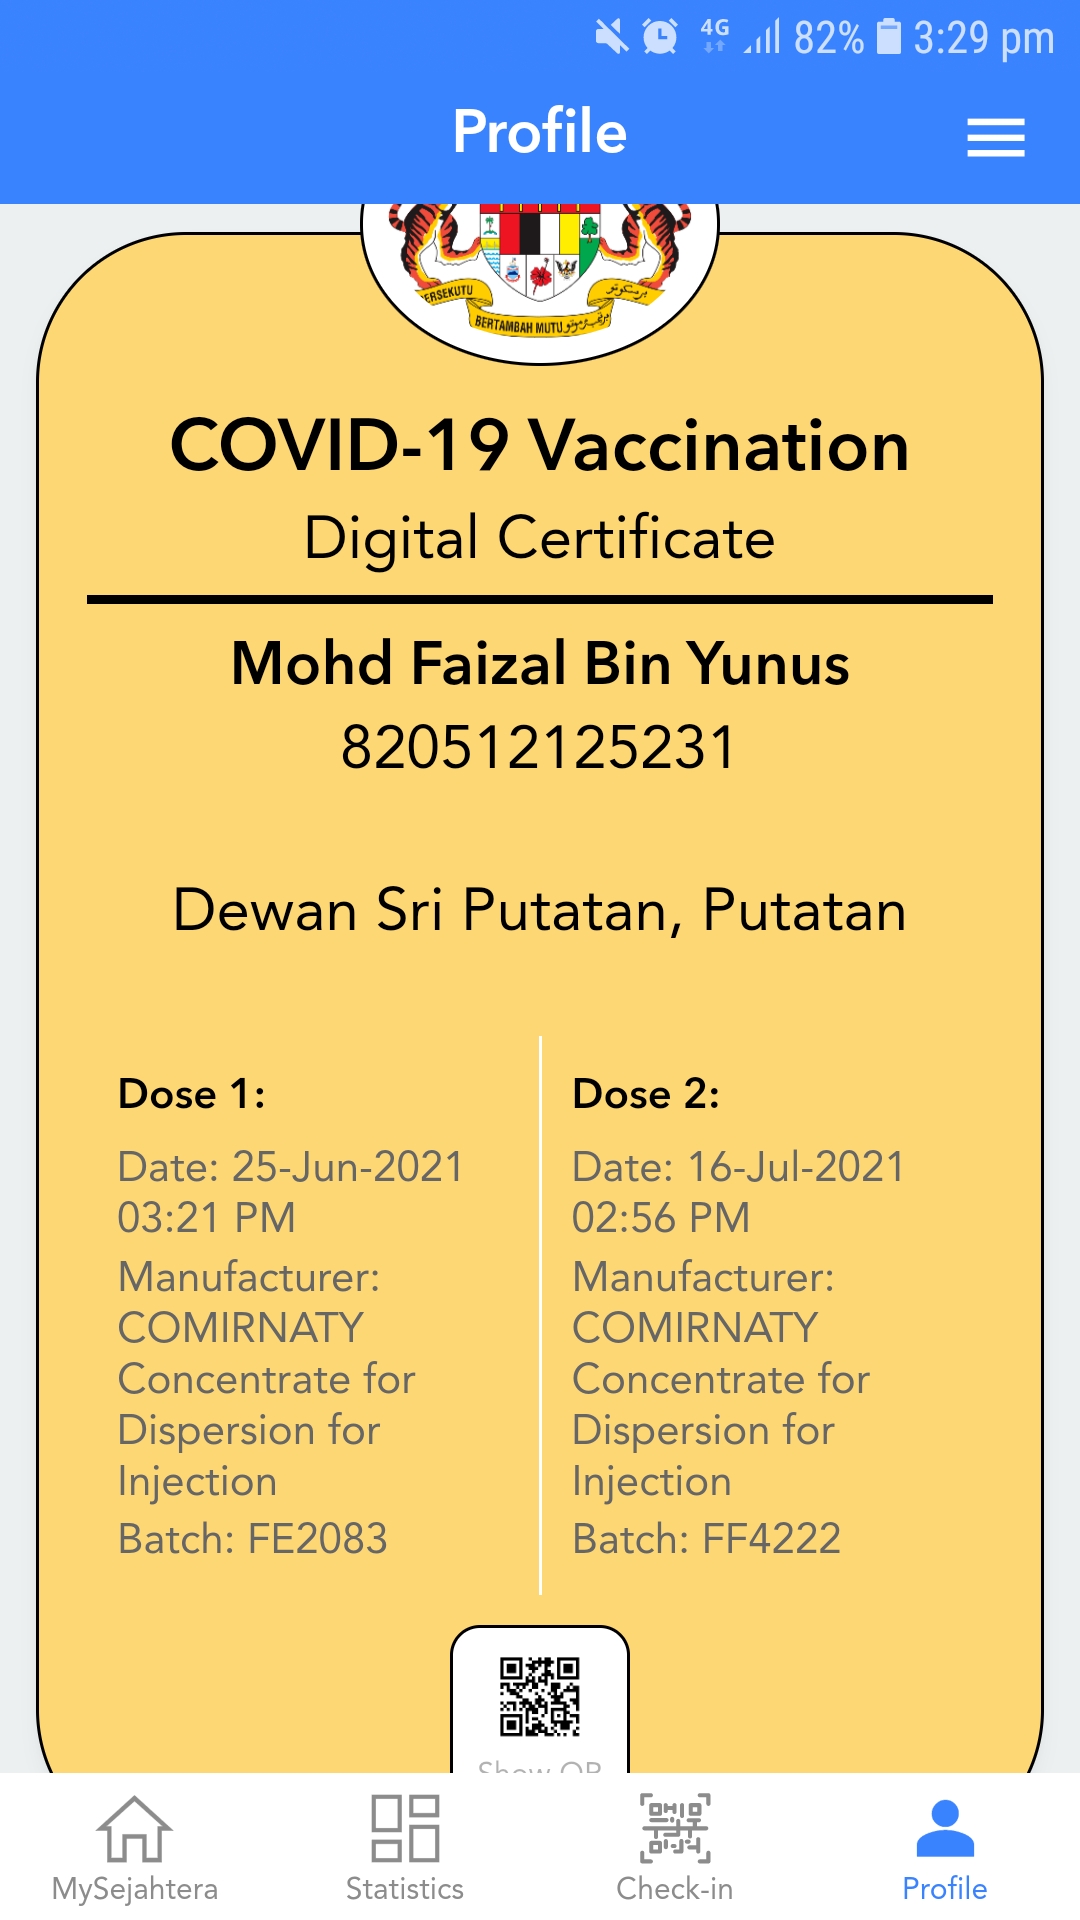 4G 82% 3:29 pm
Profile
ERSEKUTU
BERTAMBAH MUTU
COVID-19 Vaccination
Digital Certificate
Mohd Faizal Bin Yunus
820512125231
Dewan Sri Putatan, Putatan
Dose 1:
Date: 25-Jun-2021
03:21 PM
Manufacturer:
COMIRNATY
Concentrate for
Dispersion for
Injection
Batch: FE2083
Dose 2:
Date: 16-Jul-2021
02:56 PM
Manufacturer:
COMIRNATY
Concentrate for
Dispersion for
Injection
Batch: FF4222
Show QR
MySejahtera
Statistics
Check-in
Profile